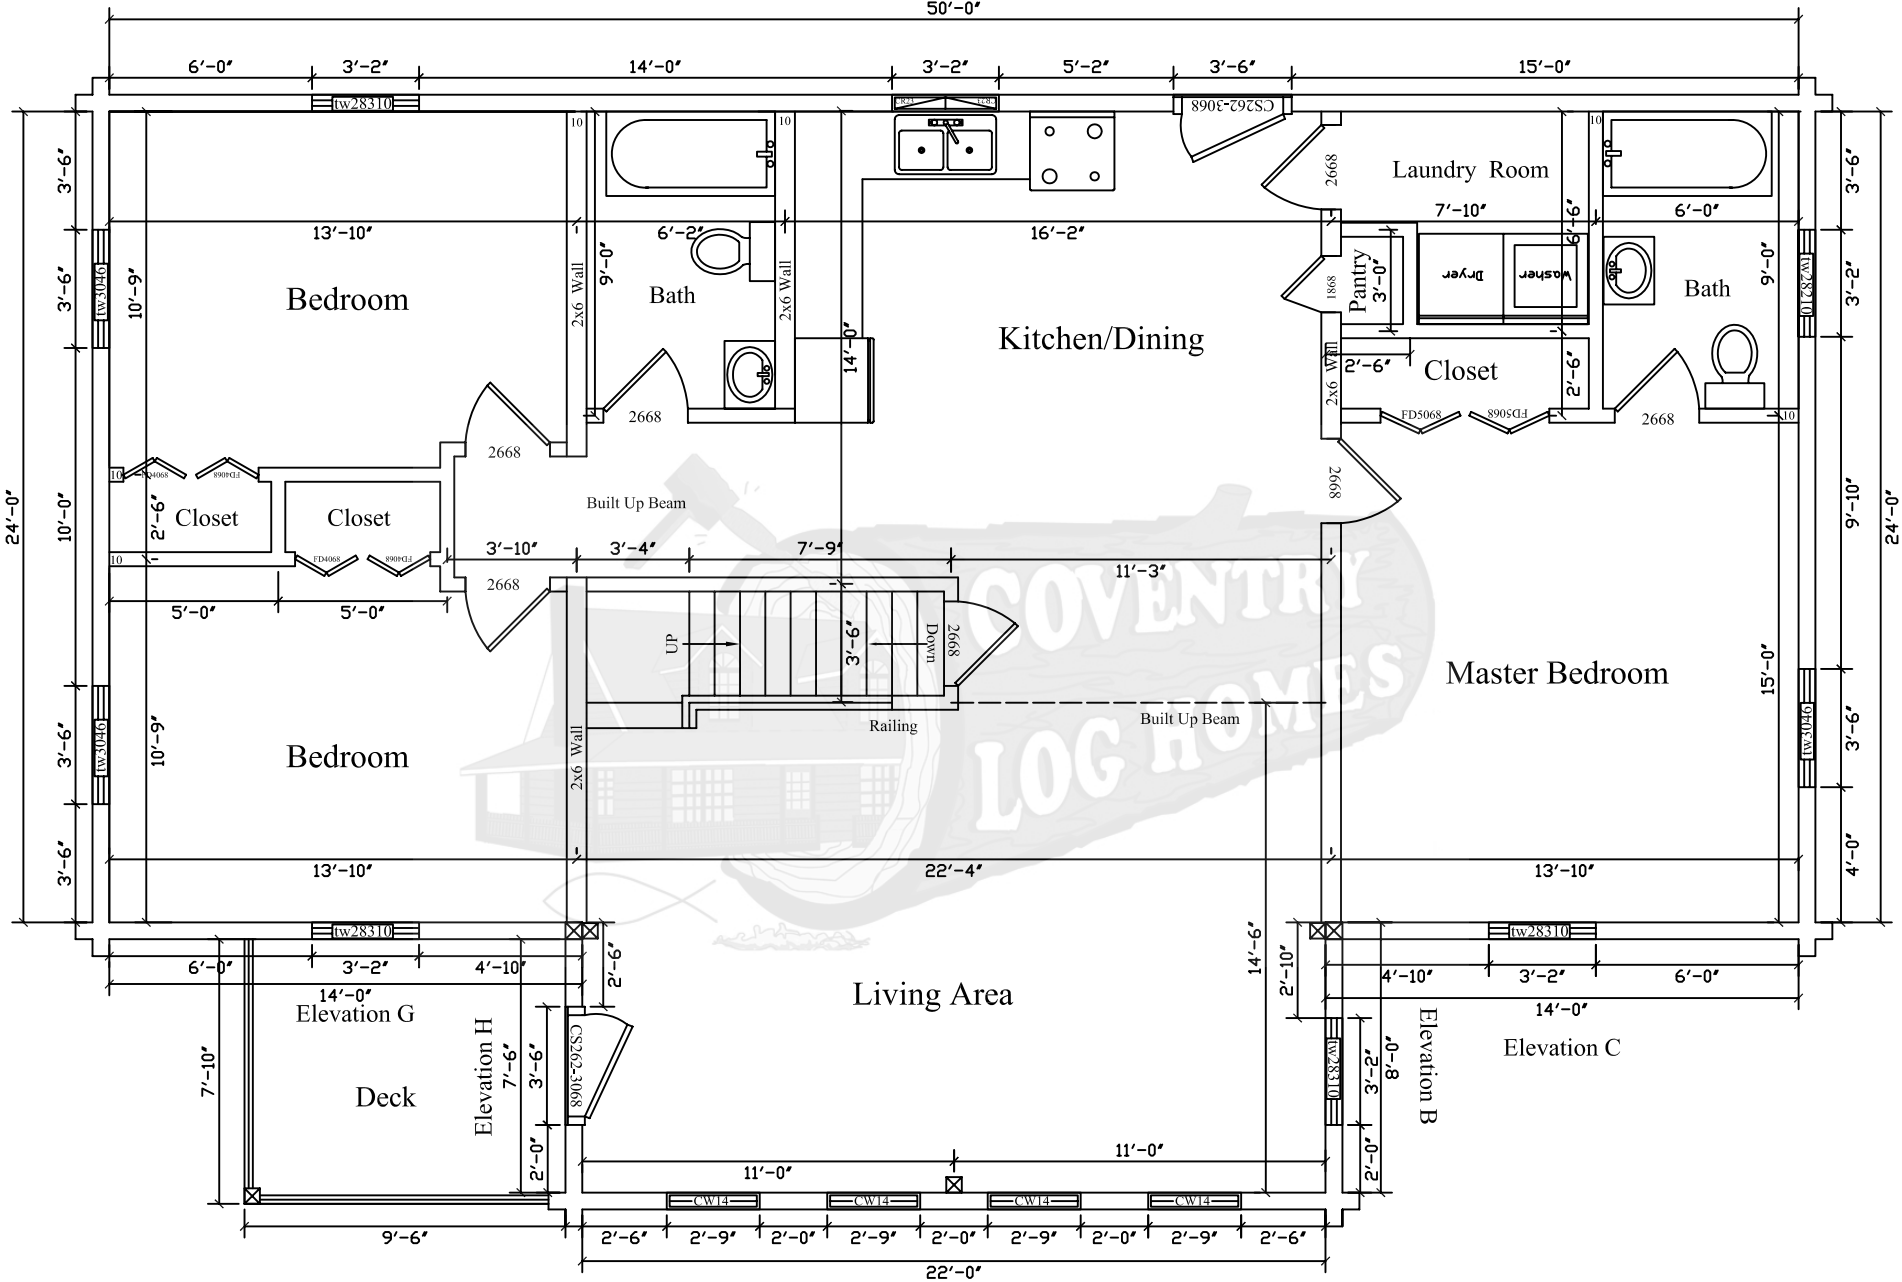 50'-0"
6'-0"
3'-2"
14'-0"
3'-2"
5'-2"
3'-6"
15'-0"
tw28310
CR23
CR23
CS262-3068
10
10
10
2668
Laundry Room
3'-6"
3'-6"
13'-10"
6'-2"
16'-2"
7'-10"
6'-6"
6'-0"
9'-0"
9'-0"
2x6 Wall
2x6 Wall
3'-6"
tw3046
10'-9"
Bedroom
Bath
1868
Pantry
3'-0"
Dryer
Washer
Bath
tw28210
3'-2"
14'-0"
Kitchen/Dining
2x6 Wall
2'-6"
Closet
2'-6"
2668
FD5068
FD5068
2668
10
2668
10
FD4068
FD4068
2668
24'-0"
10'-0"
2'-6"
Closet
Closet
Built Up Beam
9'-10"
24'-0"
10
FD4068
FD4068
3'-10"
3'-4"
7'-9"
11'-3"
2668
5'-0"
5'-0"
COVENTRY
LOG HOMES
UP
3'-6"
Down
2668
Master Bedroom
15'-0"
3'-6"
tw3046
10'-9"
Bedroom
2x6 Wall
Railing
Built Up Beam
tw3046
3'-6"
3'-6"
13'-10"
22'-4"
13'-10"
4'-0"
tw28310
tw28310
6'-0"
3'-2"
4'-10"
2'-6"
14'-6"
2'-10"
4'-10"
3'-2"
6'-0"
14'-0"
Living Area
14'-0"
Elevation G
Elevation H
7'-6"
3'-6"
CS262-3068
tw28310
3'-2"
8'-0"
Elevation B
Elevation C
7'-10"
Deck
2'-0"
11'-0"
11'-0"
2'-0"
CW14
CW14
CW14
CW14
9'-6"
2'-6"
2'-9"
2'-0"
2'-9"
2'-0"
2'-9"
2'-0"
2'-9"
2'-6"
22'-0"